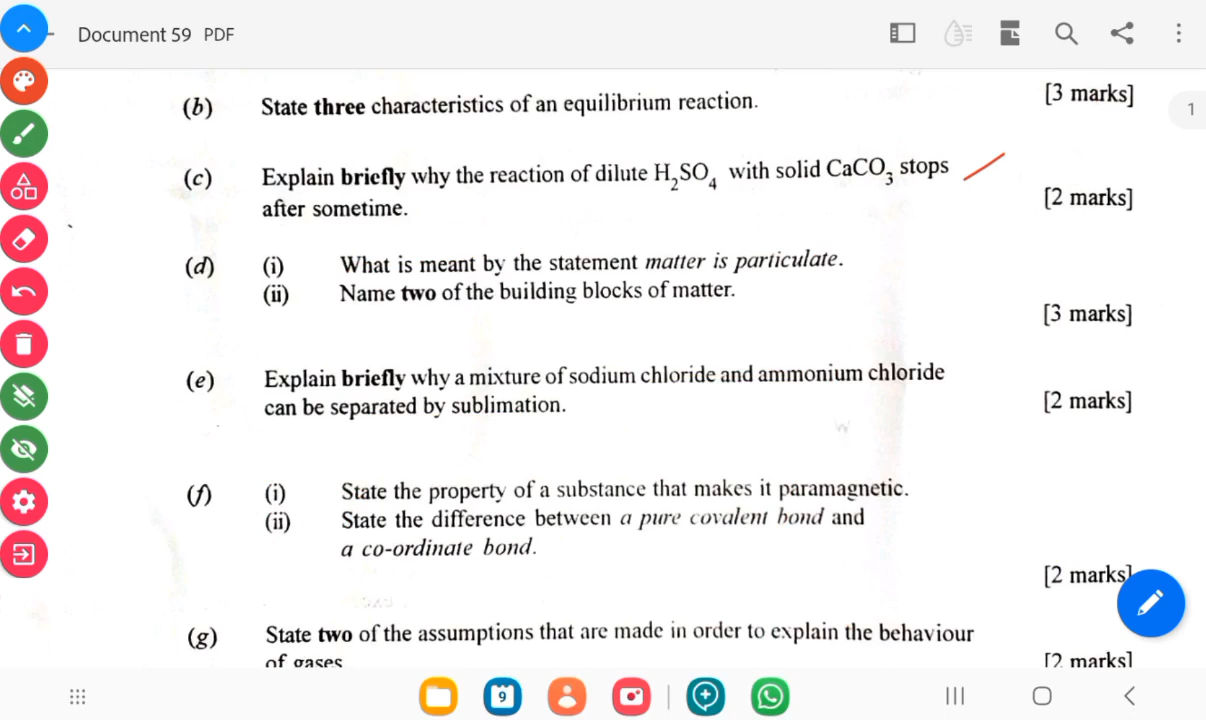 Document 59 PDF
1
(b) State three characteristics of an equilibrium reaction. [3 marks]
(c) Explain briefly why the reaction of dilute H₂SO₄ with solid CaCO₃ stops
after sometime. [2 marks]
(d) (i) What is meant by the statement matter is particulate.
(ii) Name two of the building blocks of matter.
[3 marks]
(e) Explain briefly why a mixture of sodium chloride and ammonium chloride
can be separated by sublimation. [2 marks]
(f) (i) State the property of a substance that makes it paramagnetic.
(ii) State the difference between a pure covalent bond and
a co-ordinate bond.
[2 marks]
(g) State two of the assumptions that are made in order to explain the behaviour
of gases [2 marks]
9